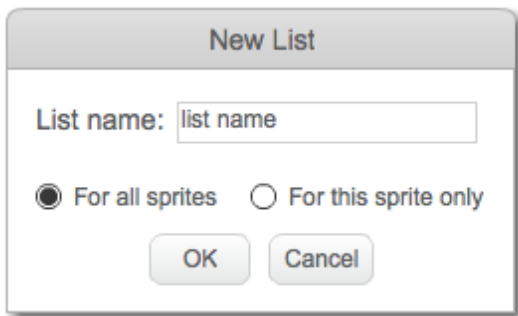 New List
List name: list name
For all sprites For this sprite only
OK Cancel